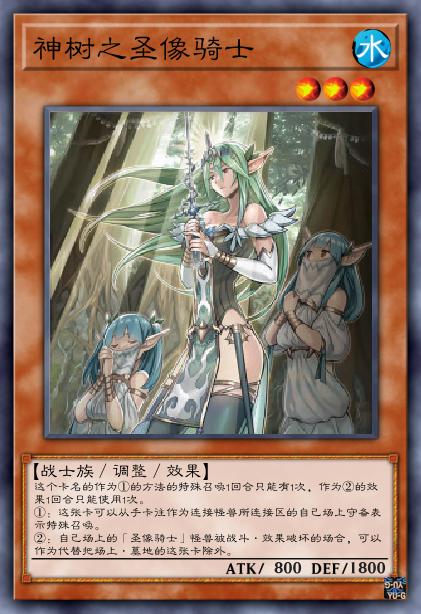 神树之圣像骑士
水
【战士族／调整／效果】
这个卡名的作为①的方法的特殊召唤1回合只能有1次，作为②的效
果1回合只能使用1次。
①：这张卡可以从手卡往作为连接怪兽所连接区的自己场上守备表
示特殊召唤。
②：自己场上的「圣像骑士」怪兽被战斗·效果破坏的场合，可以
作为代替把场上·墓地的这张卡除外。
ATK/ 800 DEF/1800